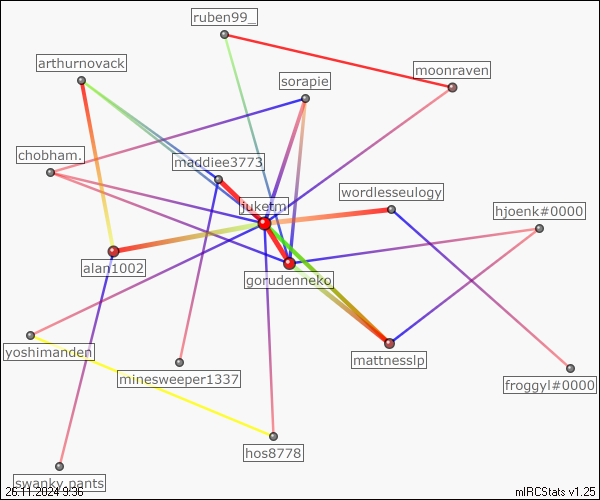 ruben99_
arthurnovack
moonraven
sorapie
chobham.
maddiee3773
wordlesseulogy
juketm
hjoenk#0000
alan1002
gorudenneko
yoshimanden
mattnesslp
minesweeper1337
froggyl#0000
hos8778
swanky.pants
26.11.2024 9:36
mIRCStats v1.25